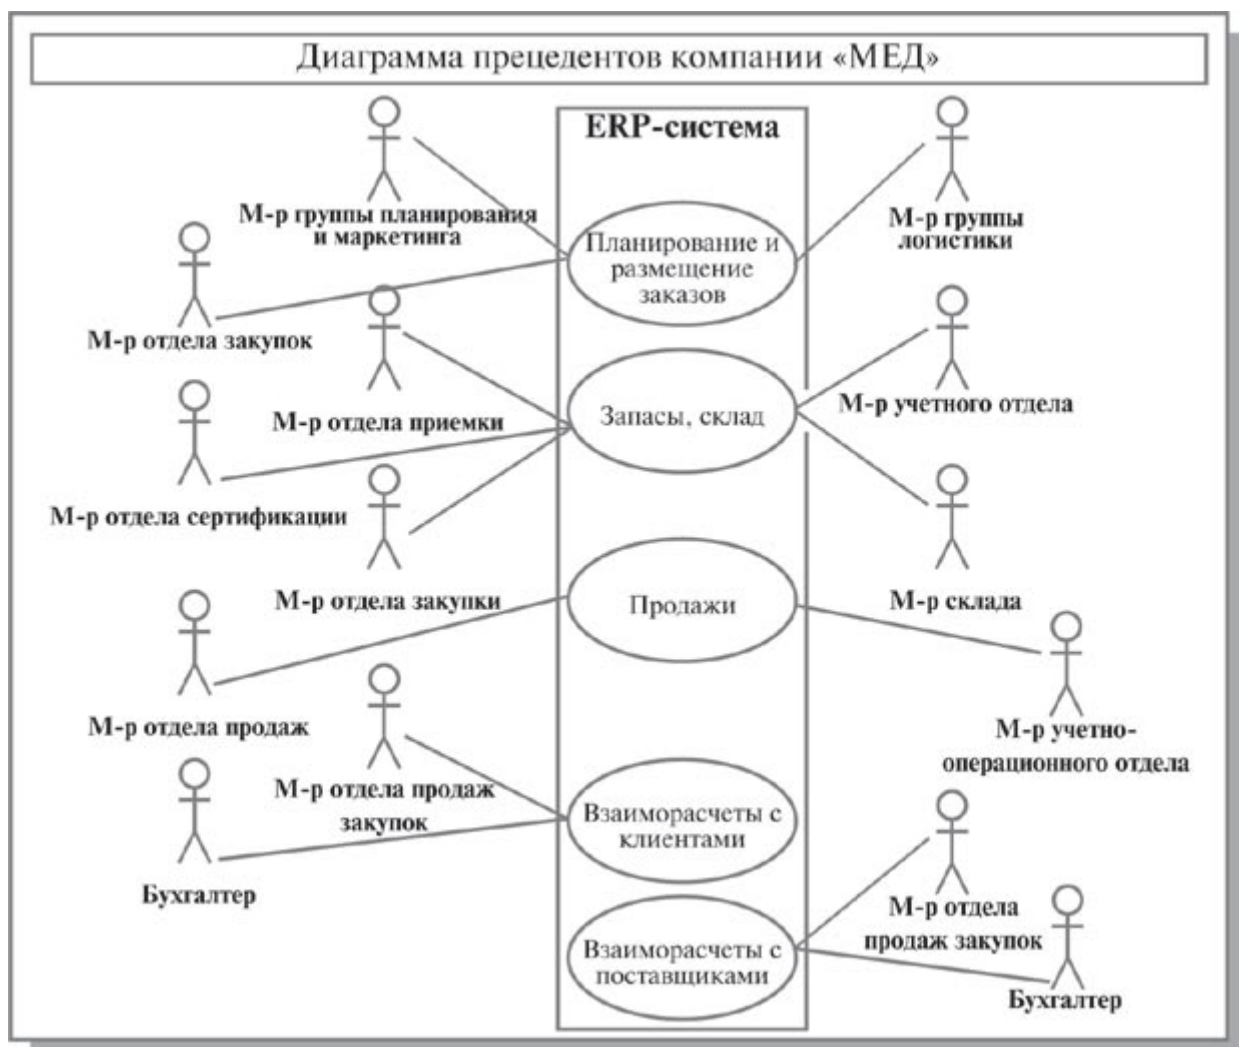 Диаграмма прецедентов компании «МЕД»
ERP-система
М-р группы планирования
и маркетинга
М-р группы
логистики
Планирование и
размещение
заказов
М-р отдела закупок
М-р отдела приемки
Запасы, склад
М-р учетного отдела
М-р отдела сертификации
М-р отдела закупки
Продажи
М-р склада
М-р отдела продаж
М-р учетно-
операционного отдела
М-р отдела продаж
закупок
Взаиморасчеты с
клиентами
Бухгалтер
М-р отдела
продаж закупок
Взаиморасчеты с
поставщиками
Бухгалтер